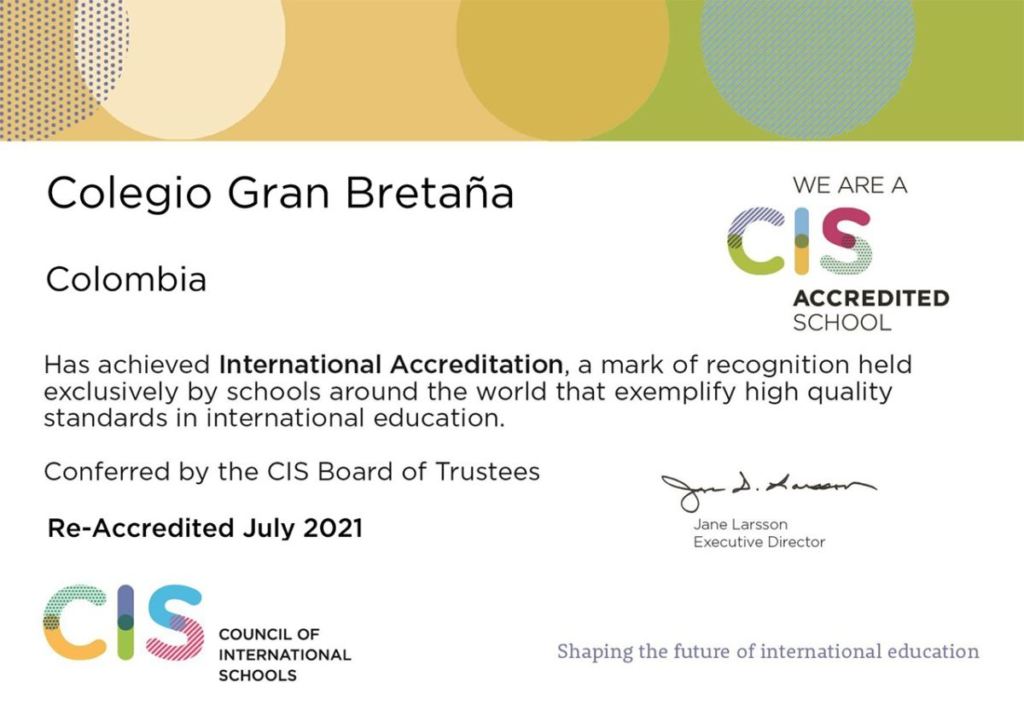 Colegio Gran Bretaña
WE ARE A
CIS
ACCREDITED
SCHOOL
Colombia
Has achieved International Accreditation, a mark of recognition held
exclusively by schools around the world that exemplify high quality
standards in international education.
Conferred by the CIS Board of Trustees
Re-Accredited July 2021
Jane D. Larsson
Jane Larsson
Executive Director
CIS
COUNCIL OF
INTERNATIONAL
SCHOOLS
Shaping the future of international education